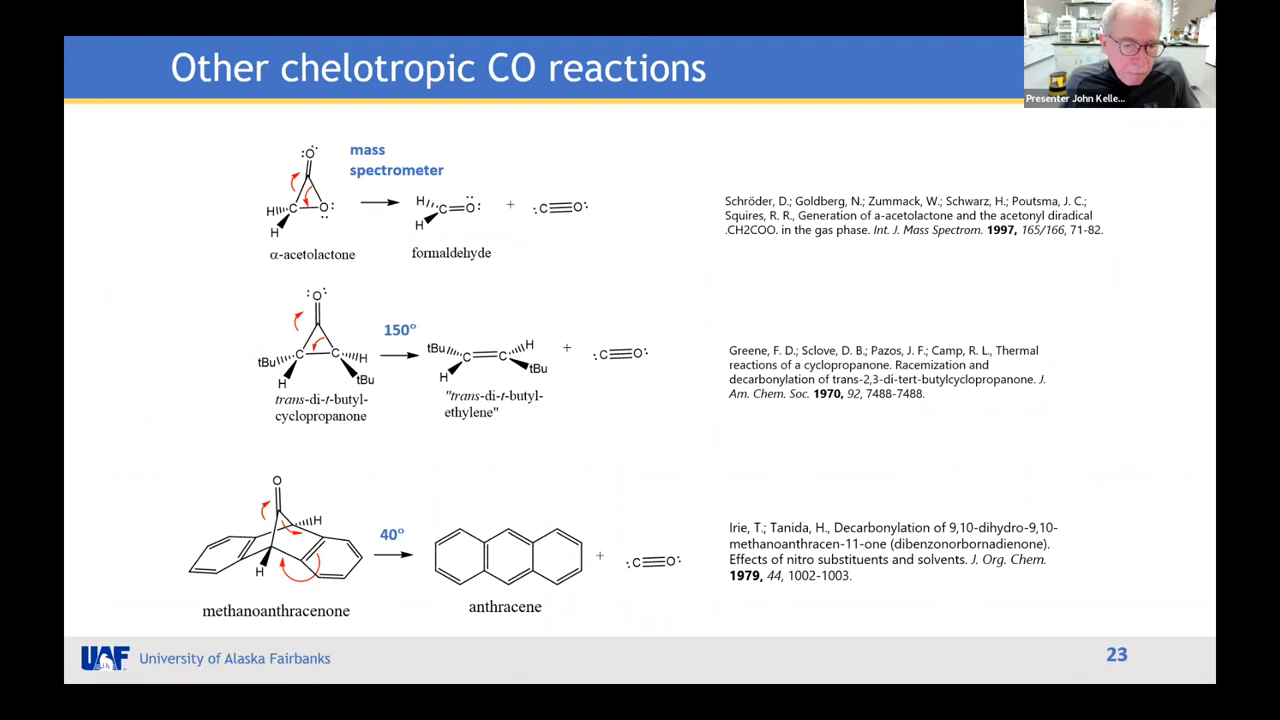 Other chelotropic CO reactions
Presenter John Kelle...
mass
spectrometer
:O:
H
C
O:
H
H
H
C=O:
+
:C≡O:
α-acetolactone
formaldehyde
Schröder, D.; Goldberg, N.; Zummack, W.; Schwarz, H.; Poutsma, J. C.;
Squires, R. R., Generation of a-acetolactone and the acetonyl diradical
.CH2COO. in the gas phase. Int. J. Mass Spectrom. 1997, 165/166, 71-82.
:O:
150°
tBu
C
C
H
H
tBu
tBu
C=C
H
H
tBu
+
:C≡O:
trans-di-t-butyl-
cyclopropanone
"trans-di-t-butyl-
ethylene"
Greene, F. D.; Sclove, D. B.; Pazos, J. F.; Camp, R. L., Thermal
reactions of a cyclopropanone. Racemization and
decarbonylation of trans-2,3-di-tert-butylcyclopropanone. J.
Am. Chem. Soc. 1970, 92, 7488-7488.
O
H
H
40°
+
:C≡O:
methanoanthracenone
anthracene
Irie, T.; Tanida, H., Decarbonylation of 9,10-dihydro-9,10-
methanoanthracen-11-one (dibenzonorbornadienone).
Effects of nitro substituents and solvents. J. Org. Chem.
1979, 44, 1002-1003.
UAF
University of Alaska Fairbanks
23